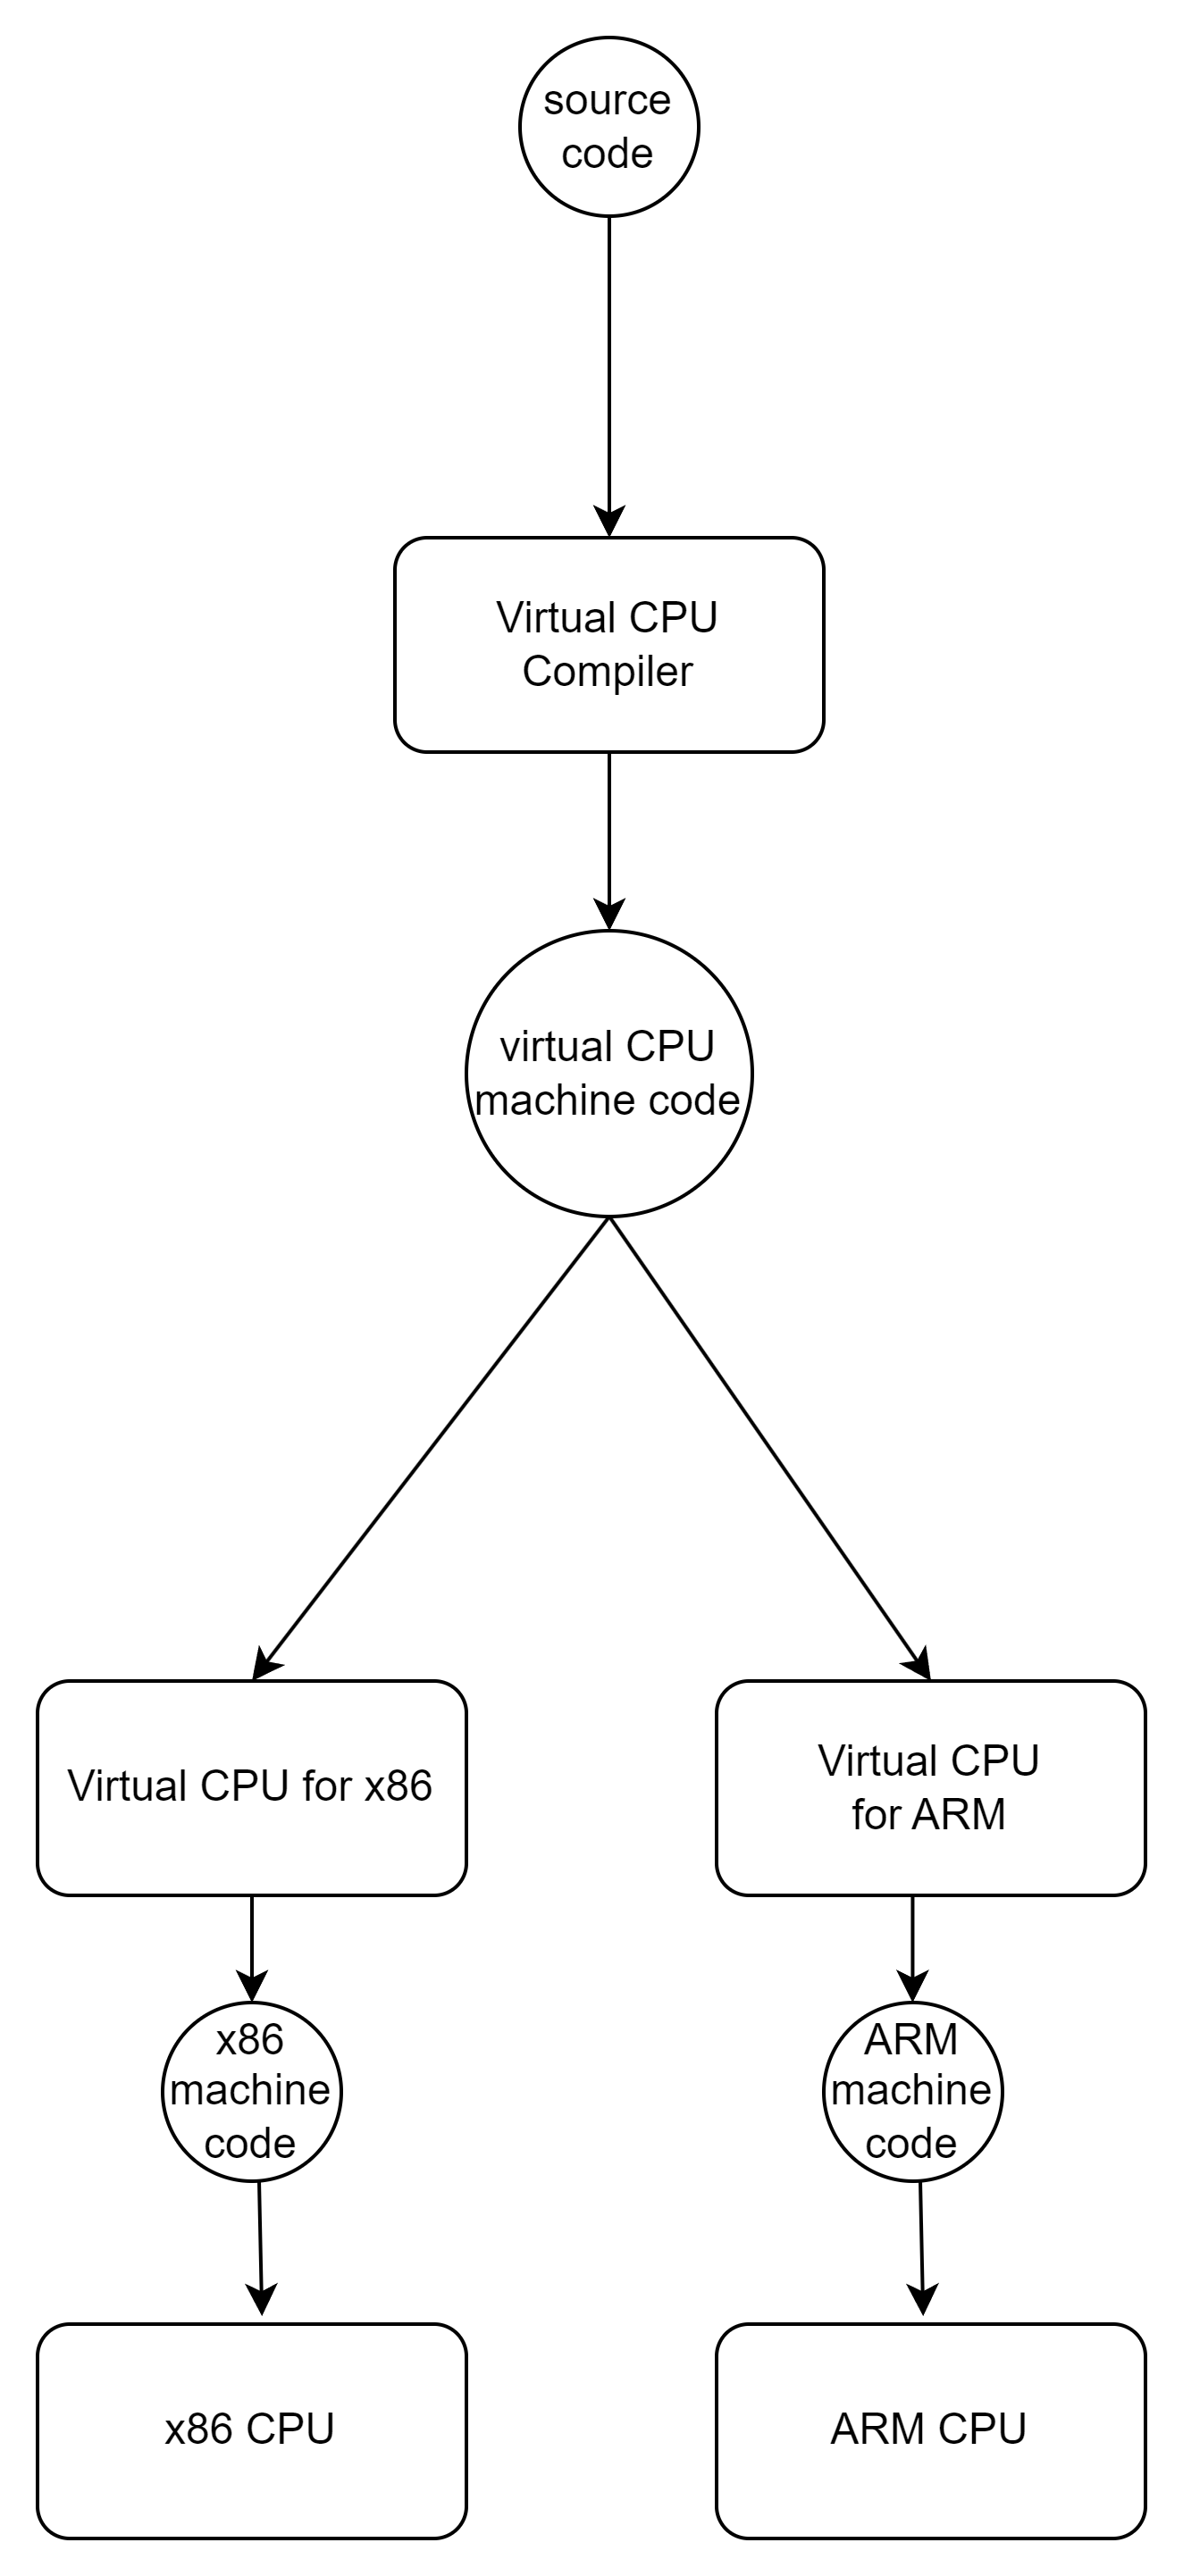 source
code
Virtual CPU
Compiler
virtual CPU
machine code
Virtual CPU for x86
Virtual CPU
for ARM
x86
machine
code
ARM
machine
code
x86 CPU
ARM CPU